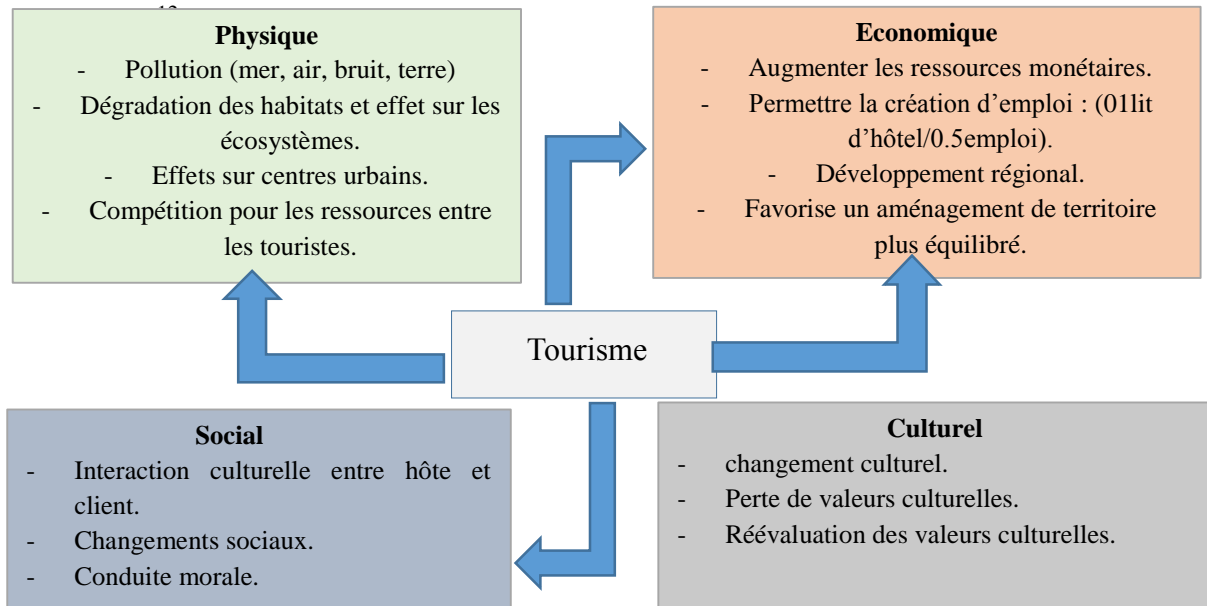 Physique
- Pollution (mer, air, bruit, terre)
- Dégradation des habitats et effet sur les
écosystèmes.
- Effets sur centres urbains.
- Compétition pour les ressources entre
les touristes.
Economique
- Augmenter les ressources monétaires.
- Permettre la création d’emploi : (01lit
d’hôtel/0.5emploi).
- Développement régional.
- Favorise un aménagement de territoire
plus équilibré.
Tourisme
Social
- Interaction culturelle entre hôte et
client.
- Changements sociaux.
- Conduite morale.
Culturel
- changement culturel.
- Perte de valeurs culturelles.
- Réévaluation des valeurs culturelles.